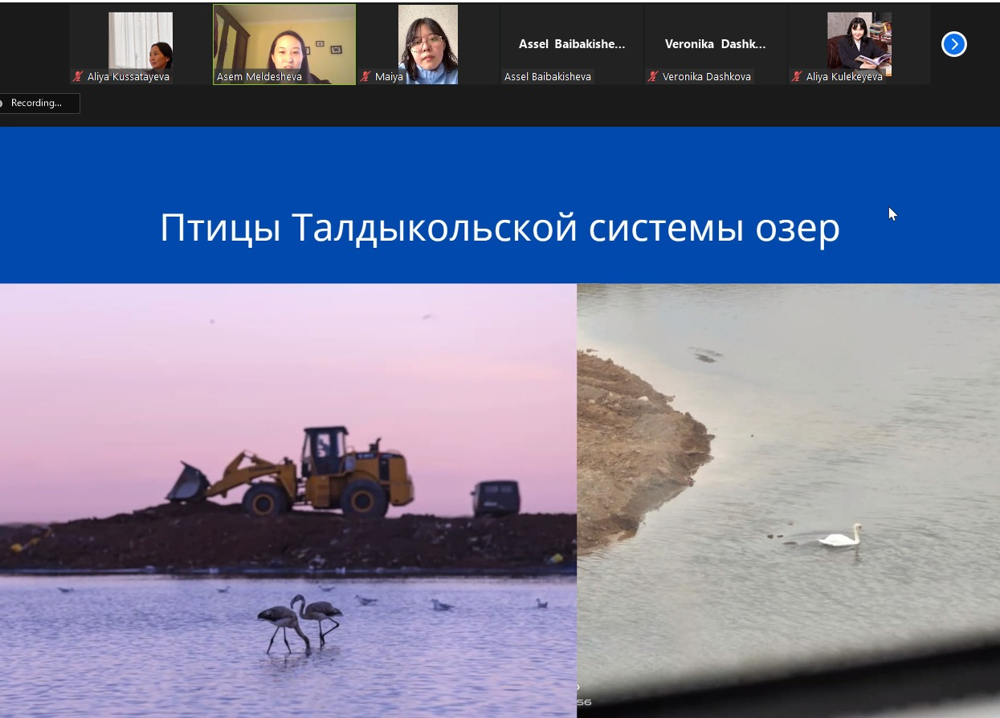 Assel Baibakishe...
Veronika Dashk...
Aliya Kussatayeva
Asem Meldesheva
Maiya
Assel Baibakisheva
Veronika Dashkova
Aliya Kulekeyeva
Recording...
Птицы Талдыкольской системы озер
56